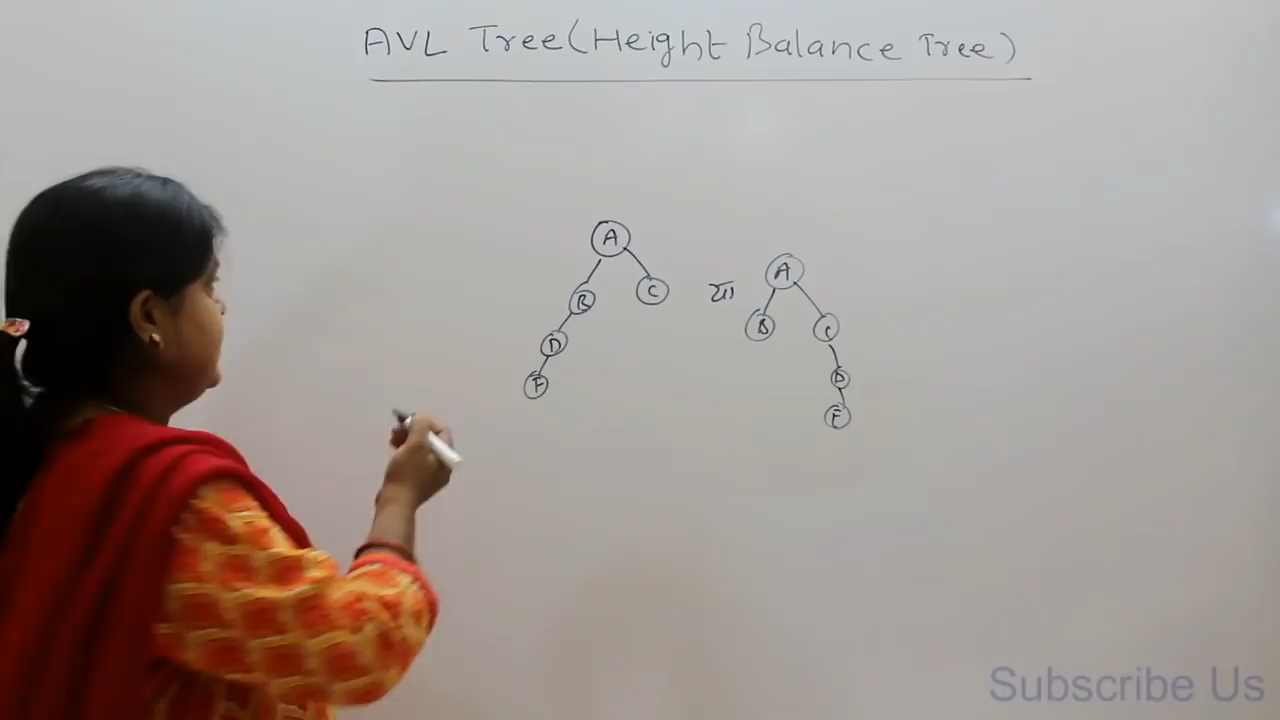 AVL Tree (Height Balance Tree)
A
B C
D
F
या
A
B C
D
E
Subscribe Us